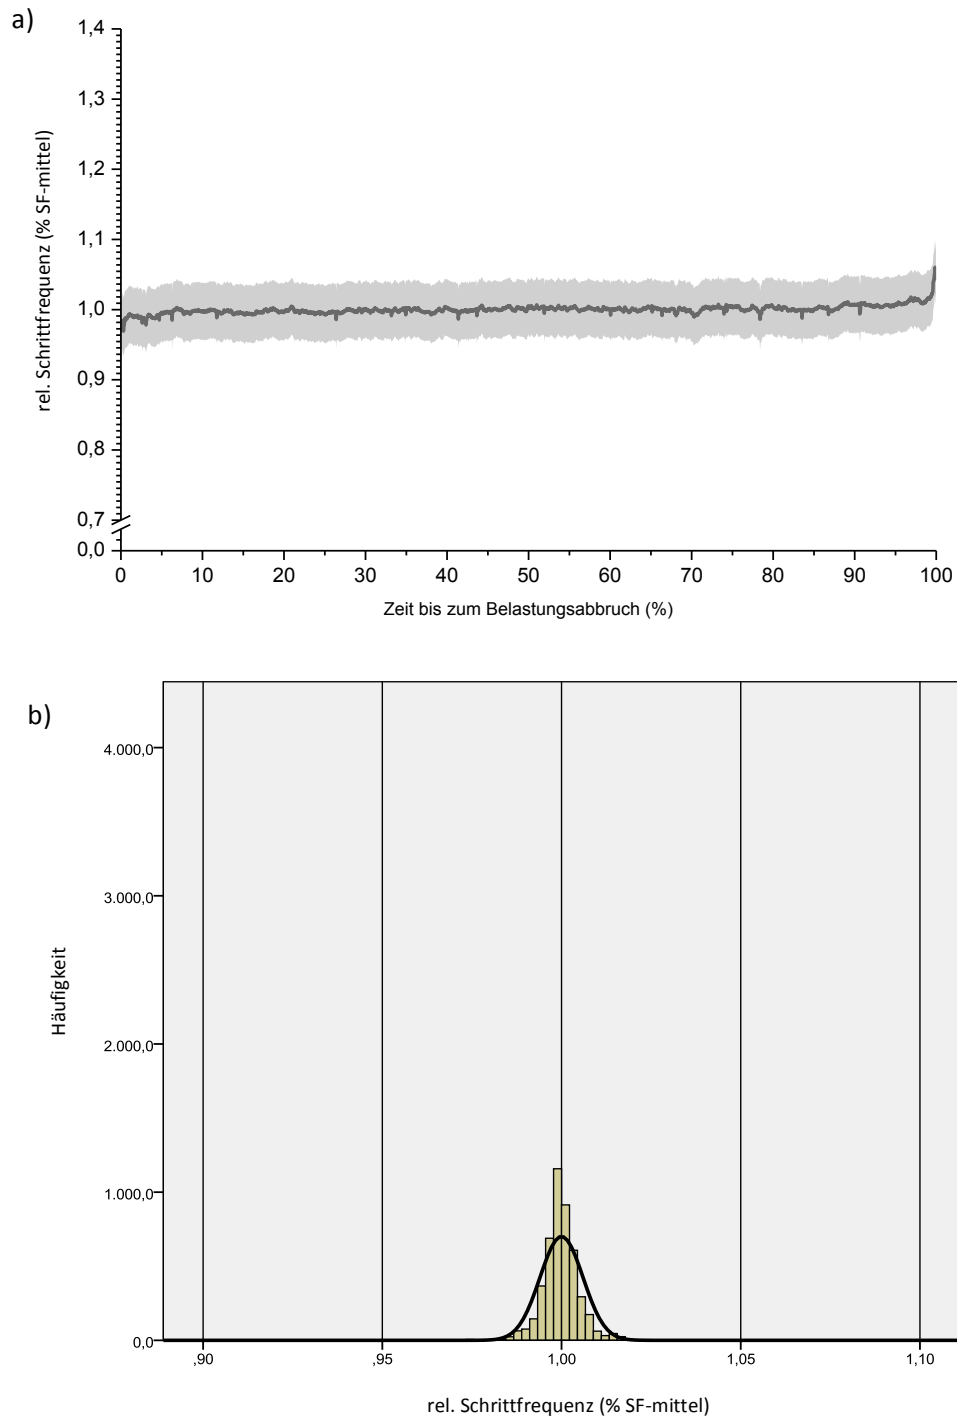 a)
rel. Schrittfrequenz (% SF-mittel)
1,4
1,3
1,2
1,1
1,0
0,9
0,8
0,7
0,0
0 10 20 30 40 50 60 70 80 90 100
Zeit bis zum Belastungsabbruch (%)
b)
Häufigkeit
4.000,0
3.000,0
2.000,0
1.000,0
0,0
,90 ,95 1,00 1,05 1,10
rel. Schrittfrequenz (% SF-mittel)